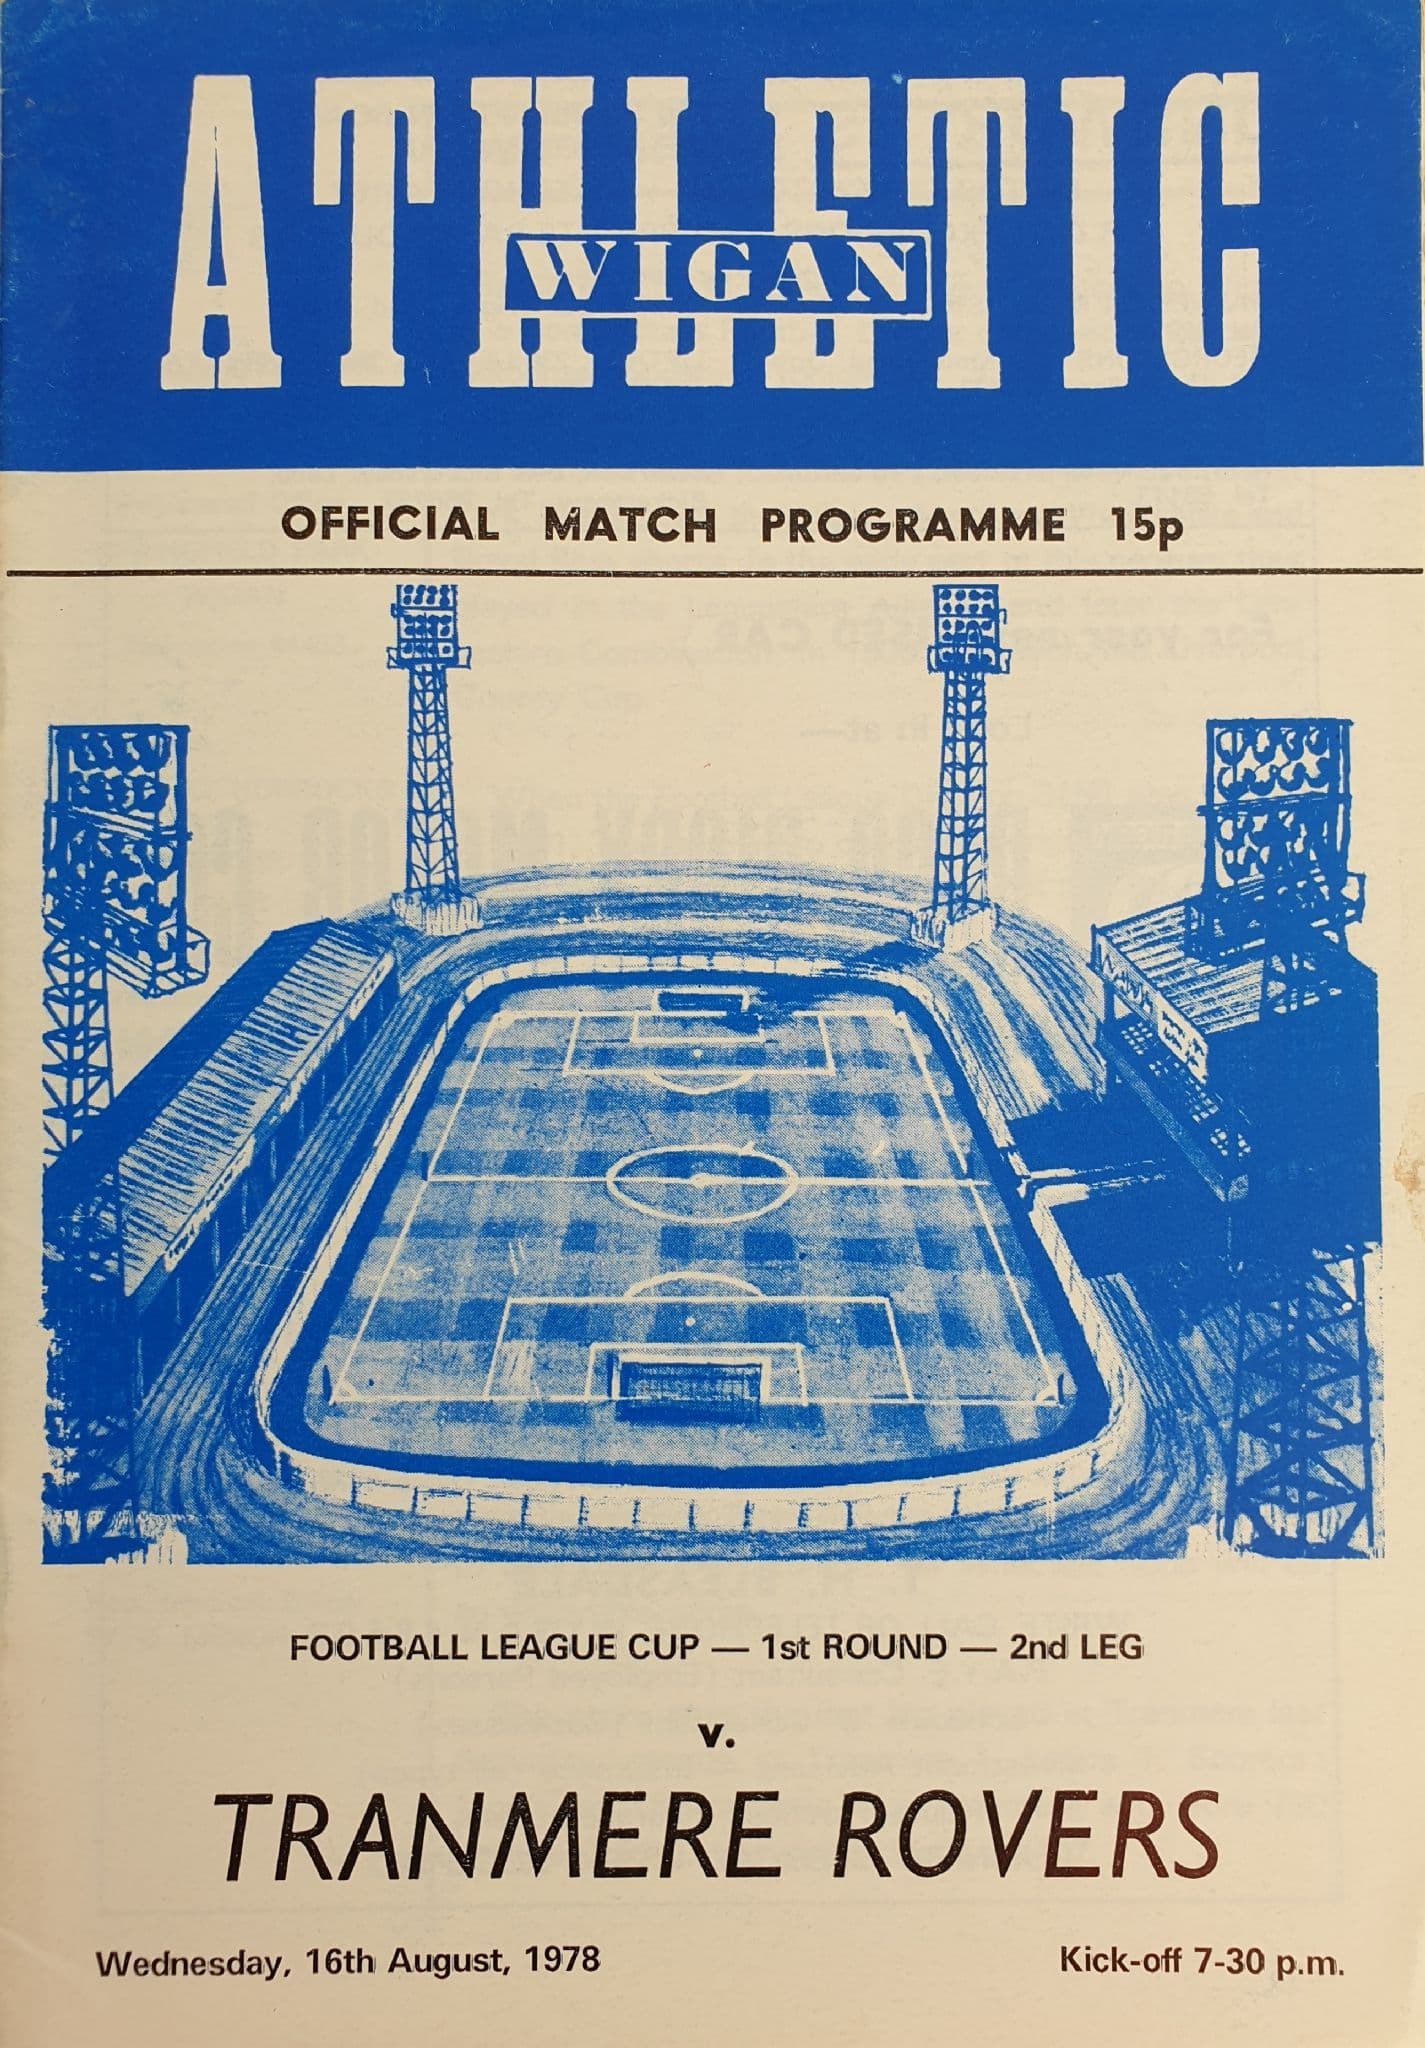 ATHLETIC
WIGAN
OFFICIAL MATCH PROGRAMME 15p
FOOTBALL LEAGUE CUP — 1st ROUND — 2nd LEG
v.
TRANMERE ROVERS
Wednesday, 16th August, 1978
Kick-off 7-30 p.m.